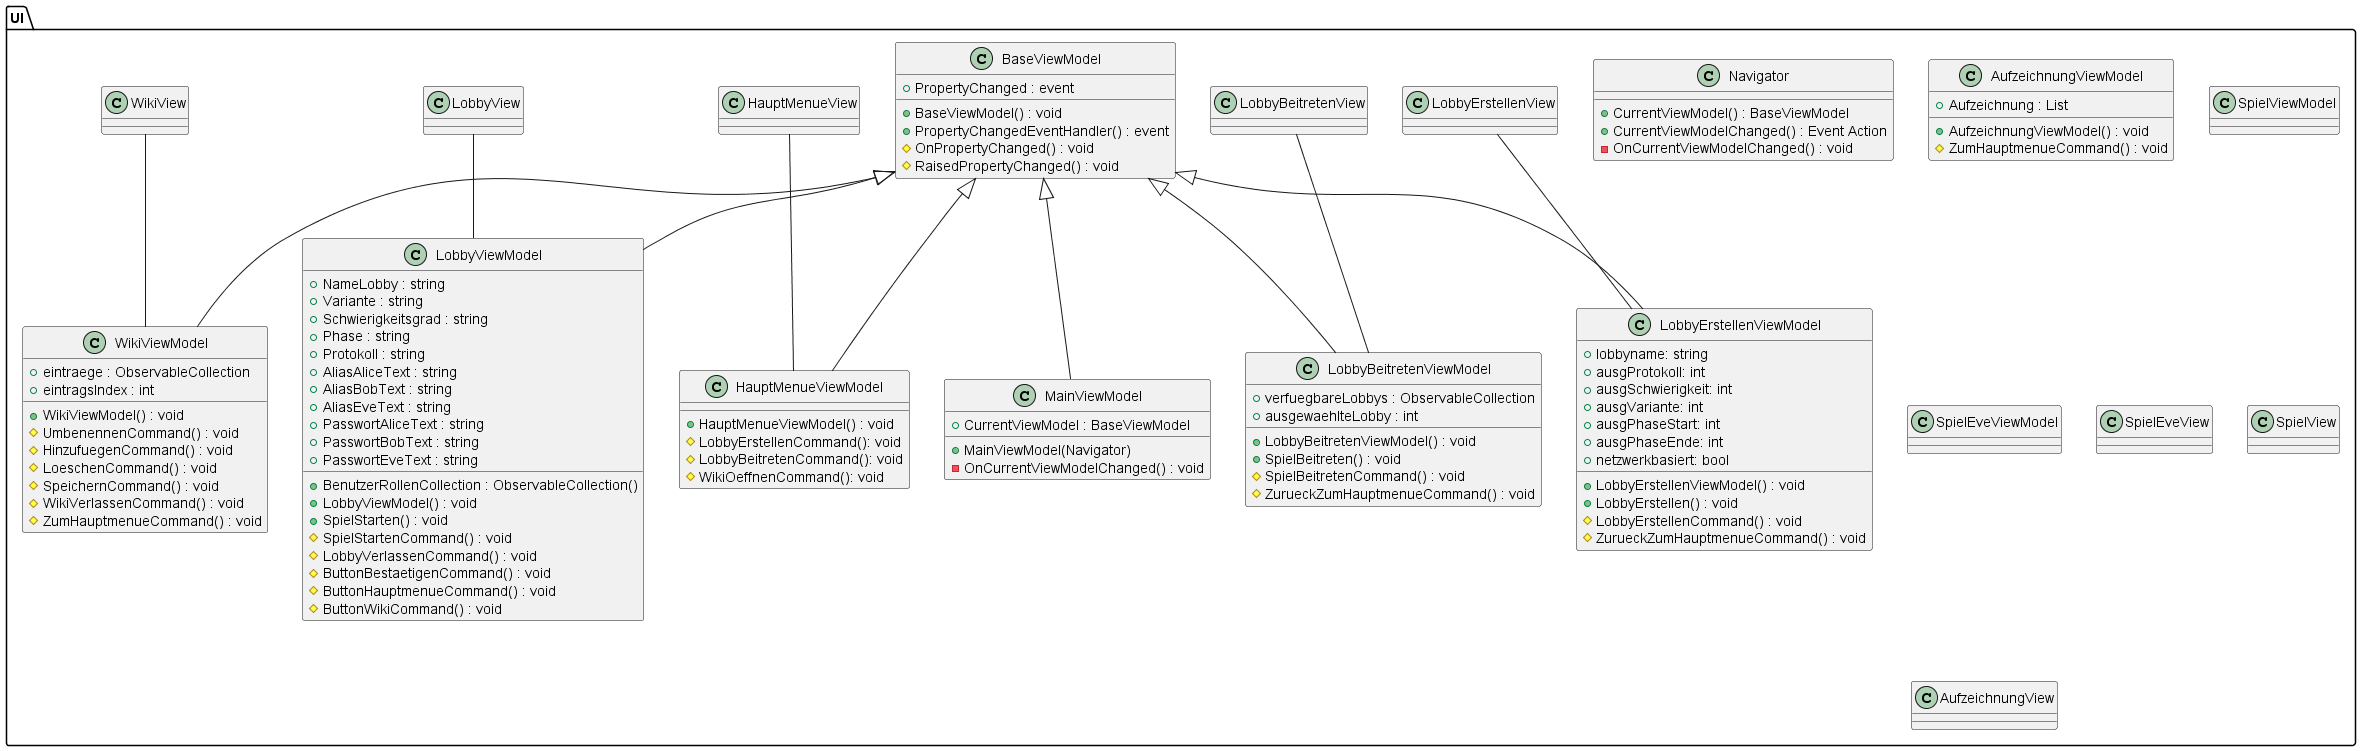 UI
C WikiView
C LobbyView
C HauptMenueView
C BaseViewModel
PropertyChanged : event
BaseViewModel() : void
PropertyChangedEventHandler() : event
OnPropertyChanged() : void
RaisedPropertyChanged() : void
C LobbyBeitretenView
C LobbyErstellenView
C Navigator
CurrentViewModel() : BaseViewModel
CurrentViewModelChanged() : Event Action
OnCurrentViewModelChanged() : void
C AufzeichnungViewModel
Aufzeichnung : List
AufzeichnungViewModel() : void
ZumHauptmenueCommand() : void
C SpielViewModel
C WikiViewModel
eintraege : ObservableCollection
eintragsIndex : int
WikiViewModel() : void
UmbenennenCommand() : void
HinzufuegenCommand() : void
LoeschenCommand() : void
SpeichernCommand() : void
WikiVerlassenCommand() : void
ZumHauptmenueCommand() : void
C LobbyViewModel
NameLobby : string
Variante : string
Schwierigkeitsgrad : string
Phase : string
Protokoll : string
AliasAliceText : string
AliasBobText : string
AliasEveText : string
PasswortAliceText : string
PasswortBobText : string
PasswortEveText : string
BenutzerRollenCollection : ObservableCollection()
LobbyViewModel() : void
SpielStarten() : void
SpielStartenCommand() : void
LobbyVerlassenCommand() : void
ButtonBestaetigenCommand() : void
ButtonHauptmenueCommand() : void
ButtonWikiCommand() : void
C HauptMenueViewModel
HauptMenueViewModel() : void
LobbyErstellenCommand(): void
LobbyBeitretenCommand(): void
WikiOeffnenCommand(): void
C MainViewModel
CurrentViewModel : BaseViewModel
MainViewModel(Navigator)
OnCurrentViewModelChanged() : void
C LobbyBeitretenViewModel
verfuegbareLobbys : ObservableCollection
ausgewaehlteLobby : int
LobbyBeitretenViewModel() : void
SpielBeitreten() : void
SpielBeitretenCommand() : void
ZurueckZumHauptmenueCommand() : void
C LobbyErstellenViewModel
lobbyname: string
ausgProtokoll: int
ausgSchwierigkeit: int
ausgVariante: int
ausgPhaseStart: int
ausgPhaseEnde: int
netzwerkbasiert: bool
LobbyErstellenViewModel() : void
LobbyErstellen() : void
LobbyErstellenCommand() : void
ZurueckZumHauptmenueCommand() : void
C SpielEveViewModel
C SpielEveView
C SpielView
C AufzeichnungView